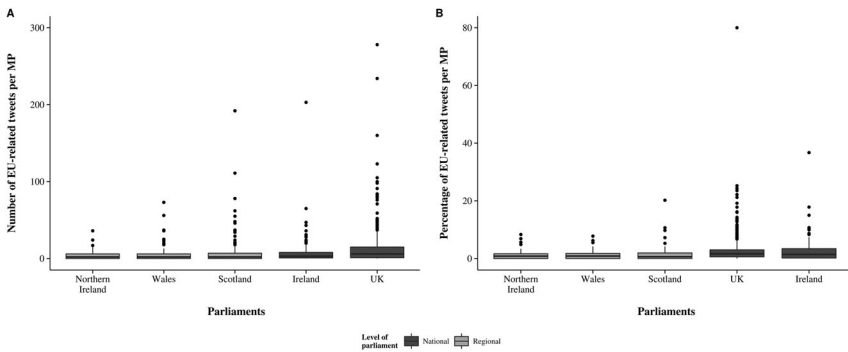 A
Number of EU-related tweets per MP
300
200
100
0
Northern
Ireland
Wales
Scotland
Ireland
UK
Parliaments
B
Percentage of EU-related tweets per MP
80
60
40
20
0
Northern
Ireland
Wales
Scotland
UK
Ireland
Parliaments
Level of
parliament
National
Regional